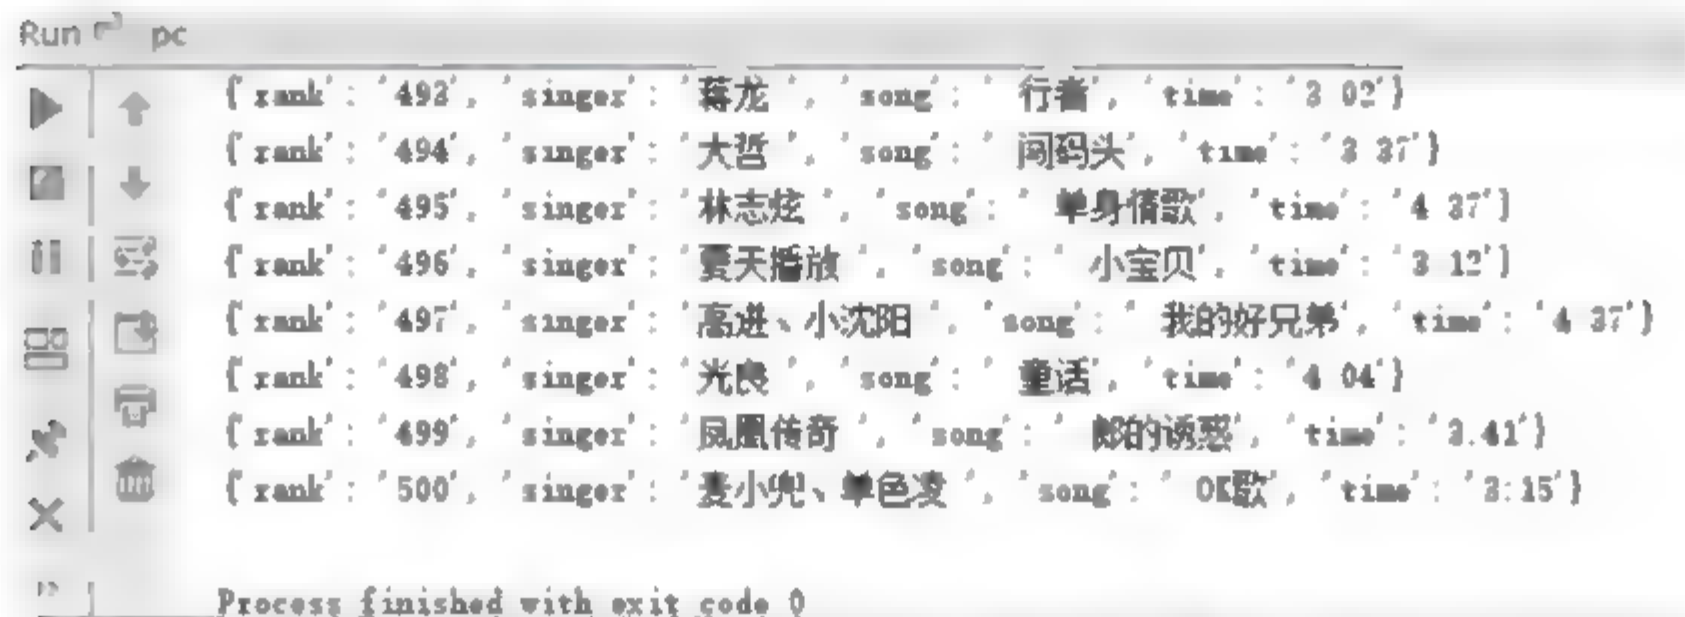 Run pc
{'rank': '493', 'singer': '蒋龙 ', 'song': ' 行者', 'time': '3:02'}
{'rank': '494', 'singer': '大哲 ', 'song': ' 闯码头', 'time': '3:37'}
{'rank': '495', 'singer': '林志炫 ', 'song': ' 单身情歌', 'time': '4:37'}
{'rank': '496', 'singer': '夏天播放 ', 'song': ' 小宝贝', 'time': '3:12'}
{'rank': '497', 'singer': '高进、小沈阳 ', 'song': ' 我的好兄弟', 'time': '4:37'}
{'rank': '498', 'singer': '光良 ', 'song': ' 童话', 'time': '4:04'}
{'rank': '499', 'singer': '凤凰传奇 ', 'song': ' 郎的诱惑', 'time': '3:41'}
{'rank': '500', 'singer': '麦小兜、单色凌 ', 'song': ' OK歌', 'time': '3:15'}
Process finished with exit code 0